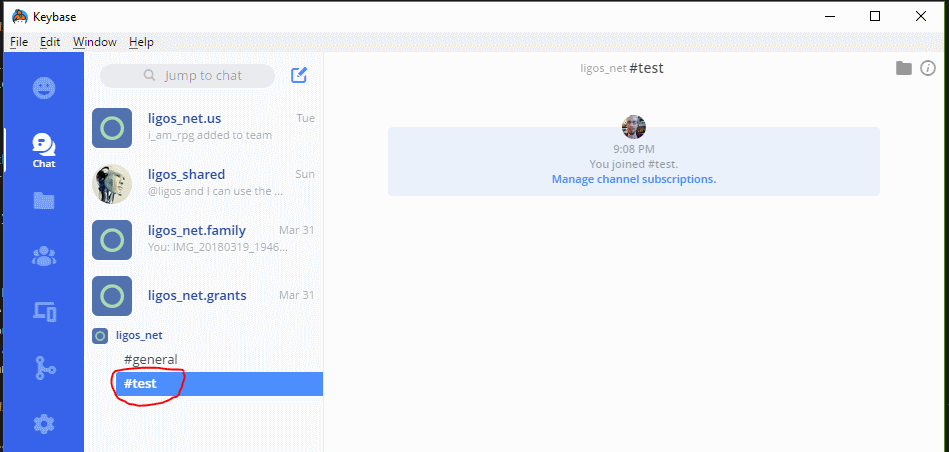 Keybase
File Edit Window Help
Jump to chat
ligos_net #test
ligos_net.us Tue
i_am_rpg added to team
Chat
ligos_shared Sun
@ligos and I can use the ...
ligos_net.family Mar 31
You: IMG_20180319_1946...
ligos_net.grants Mar 31
ligos_net
#general
#test
9:08 PM
You joined #test.
Manage channel subscriptions.